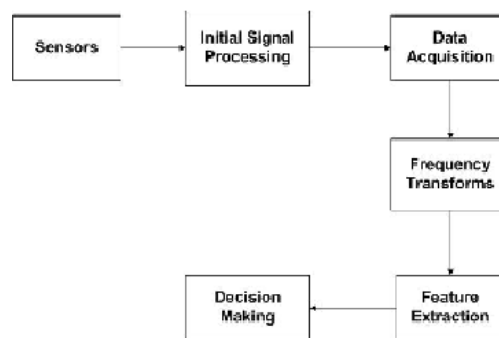 Sensors
Initial Signal
Processing
Data
Acquisition
Frequency
Transforms
Feature
Extraction
Decision
Making